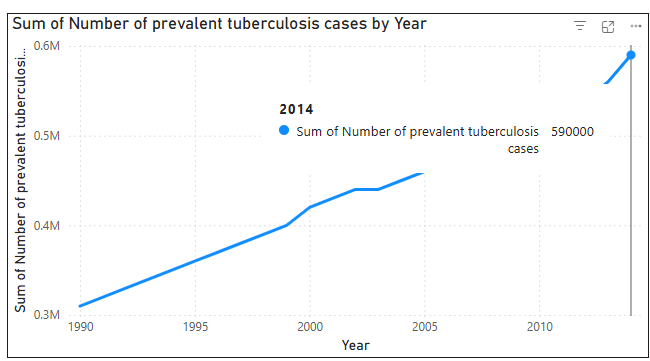 Sum of Number of prevalent tuberculosis cases by Year
Sum of Number of prevalent tuberculosi...
0.6M
0.5M
0.4M
0.3M
2014
Sum of Number of prevalent tuberculosis 590000
cases
1990 1995 2000 2005 2010
Year